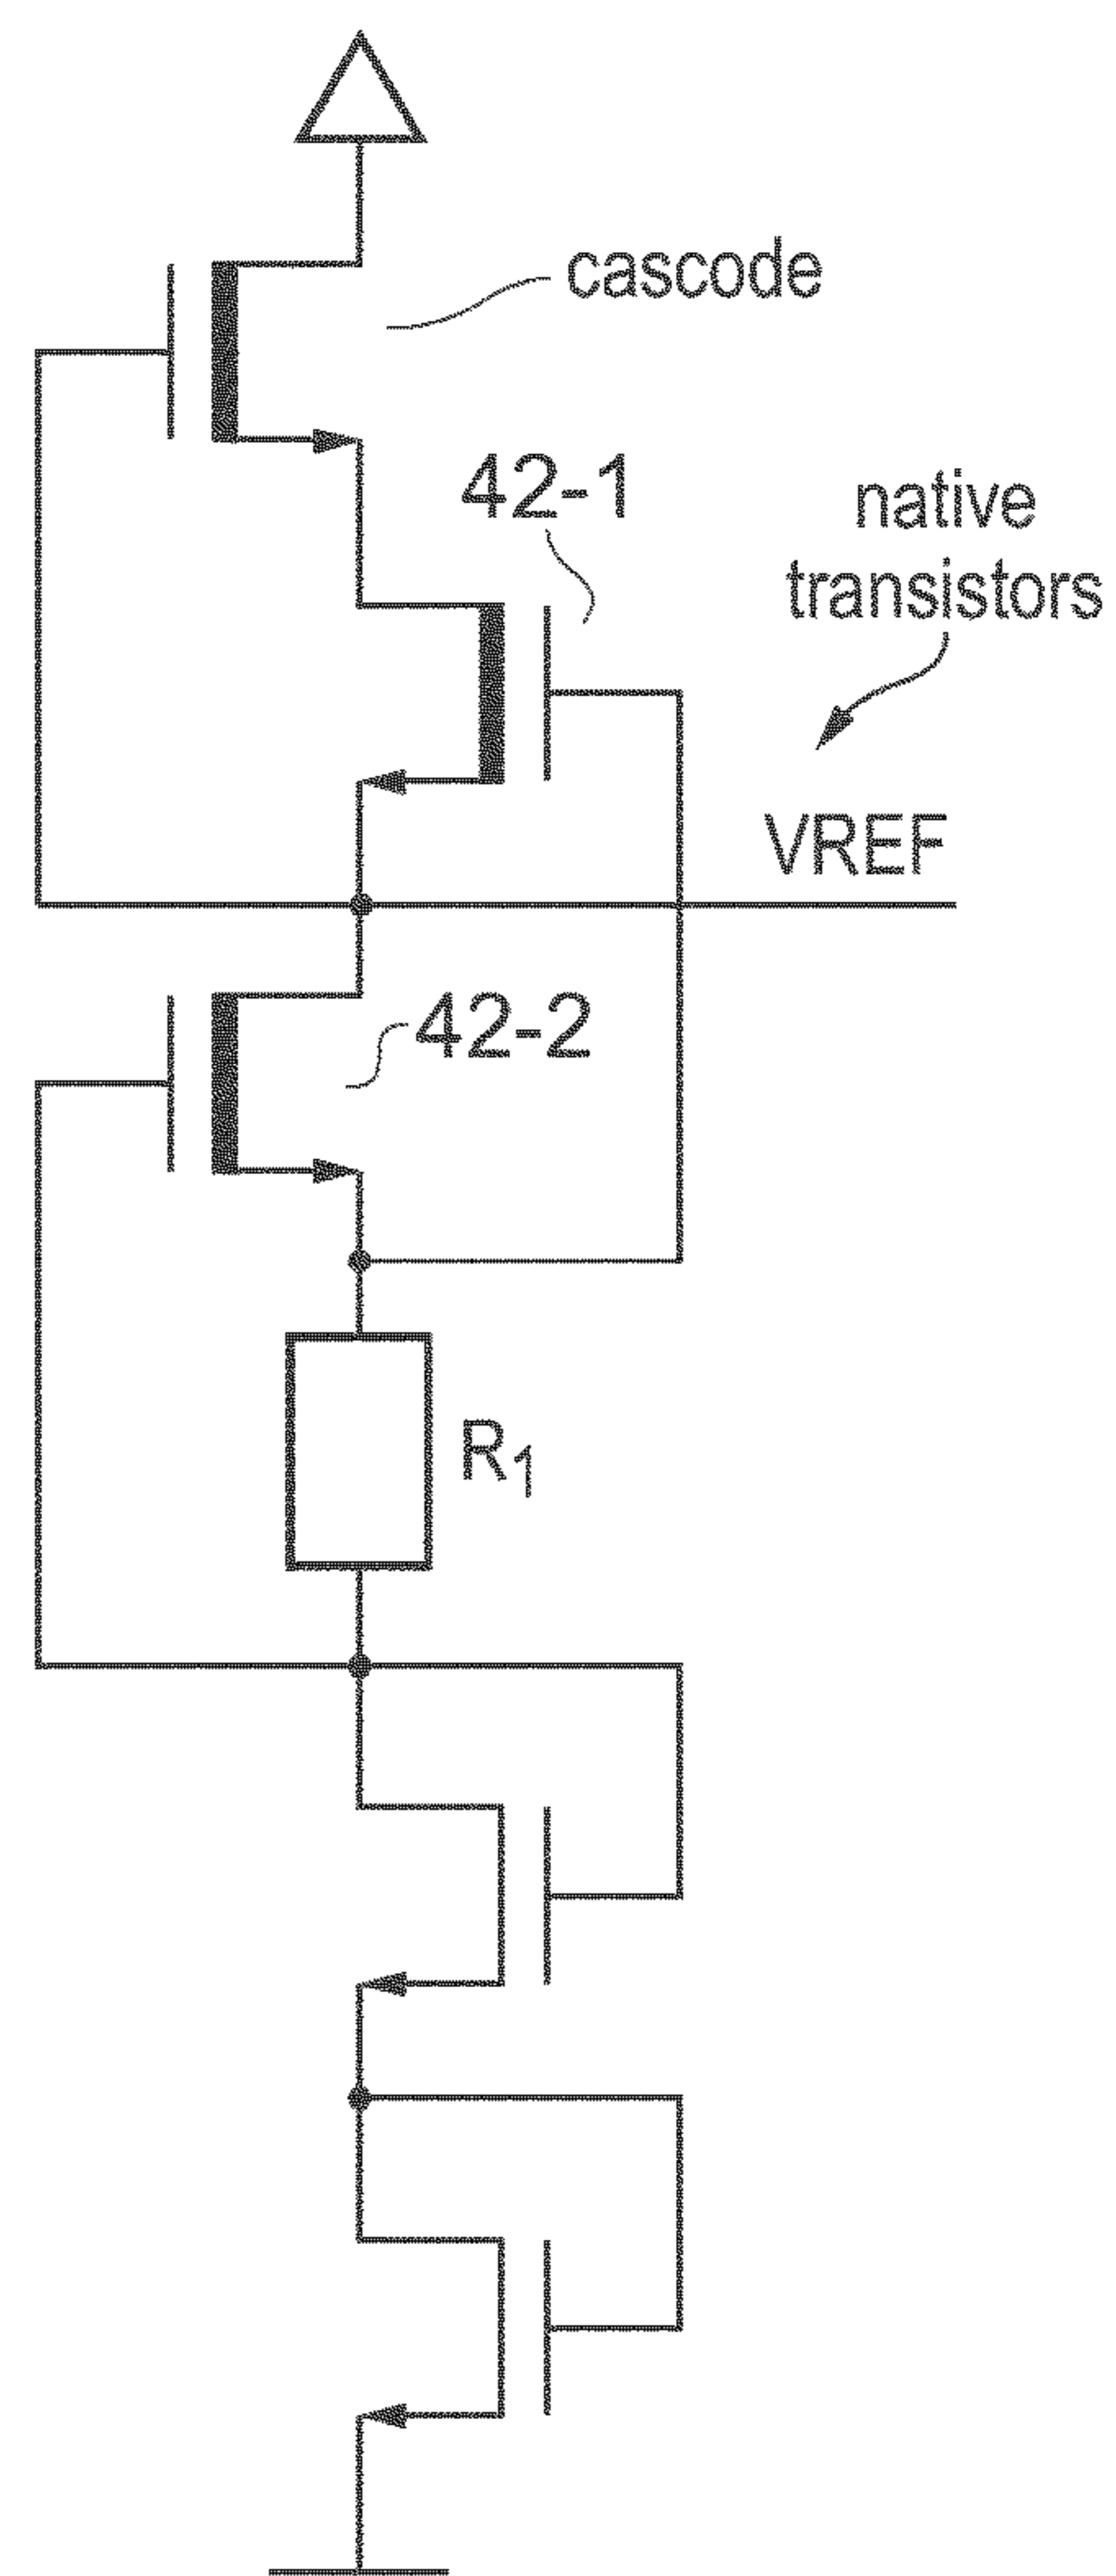 cascode
42-1
native
transistors
VREF
42-2
R1